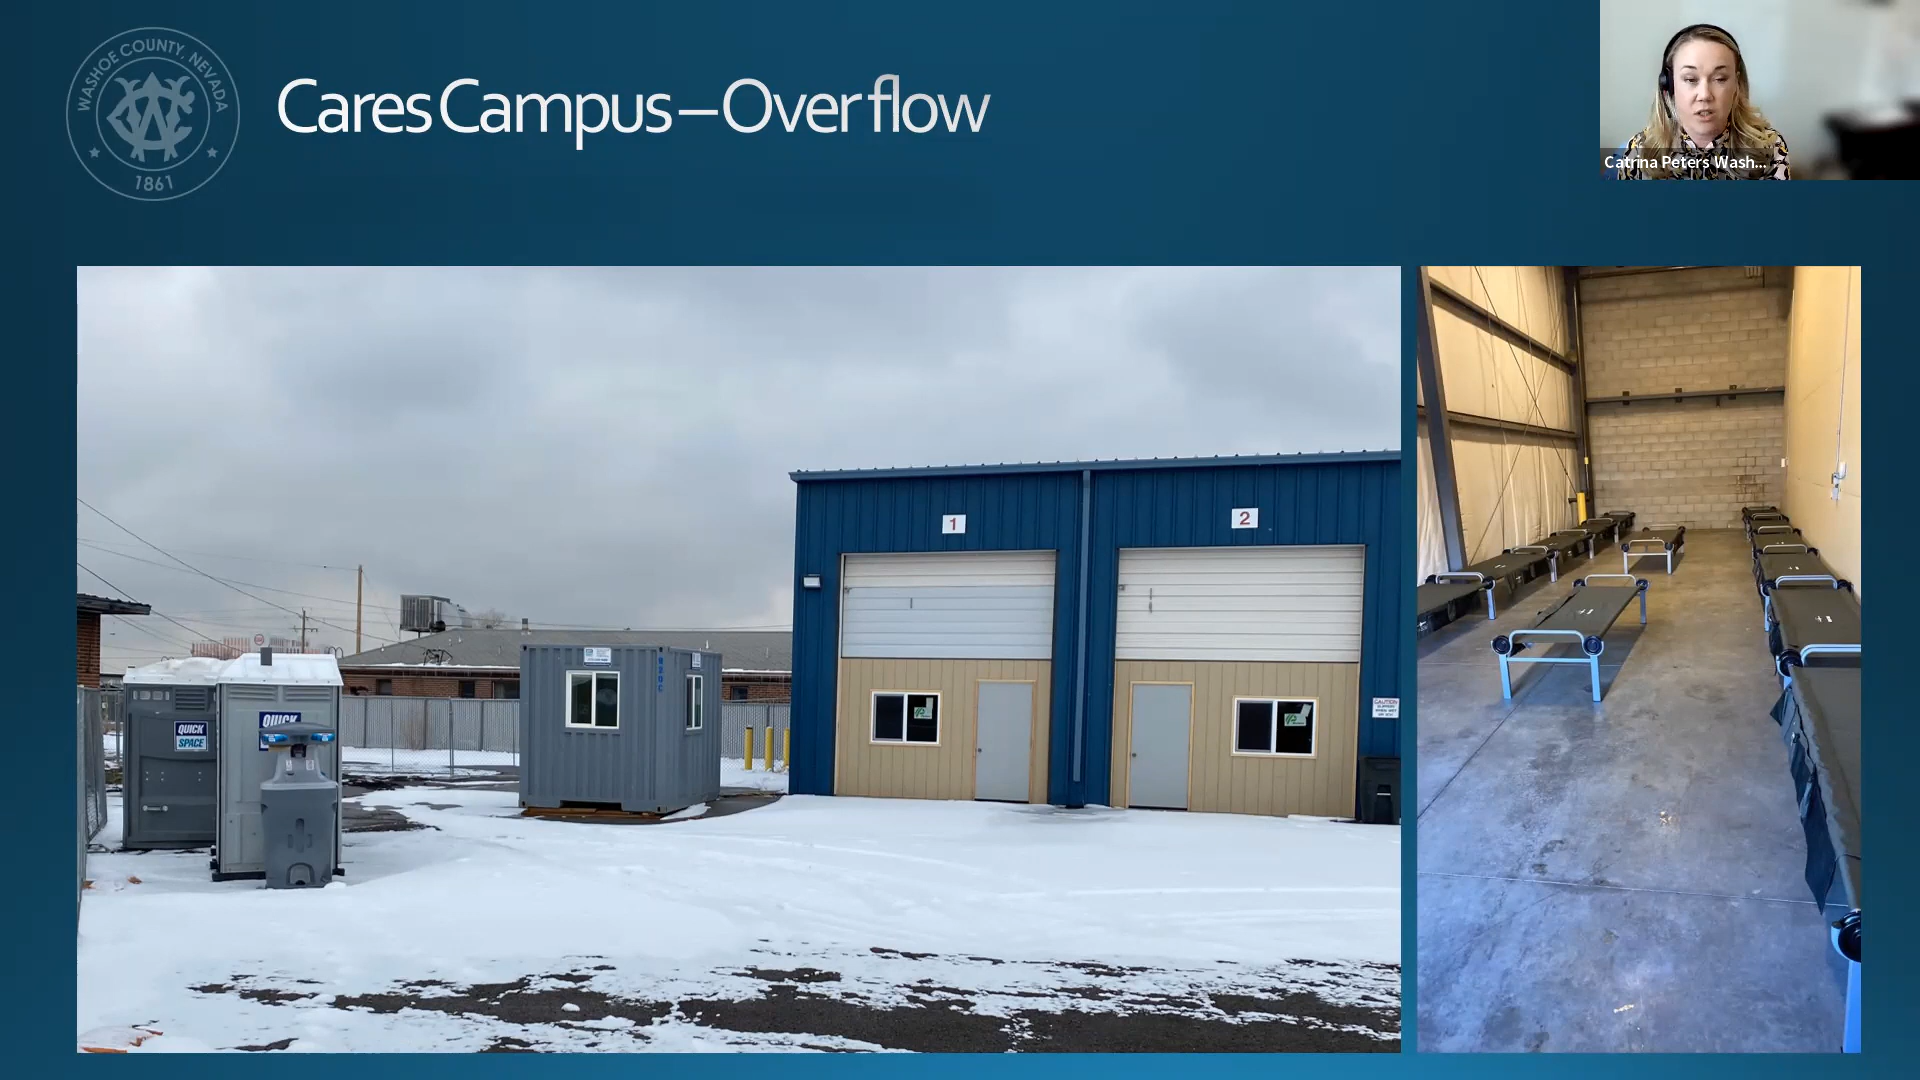 WASHOE COUNTY, NEVADA
1861
Cares Campus – Overflow
Catrina Peters Wash...
1
2
QUICK
SPACE
QUICK
CAUTION